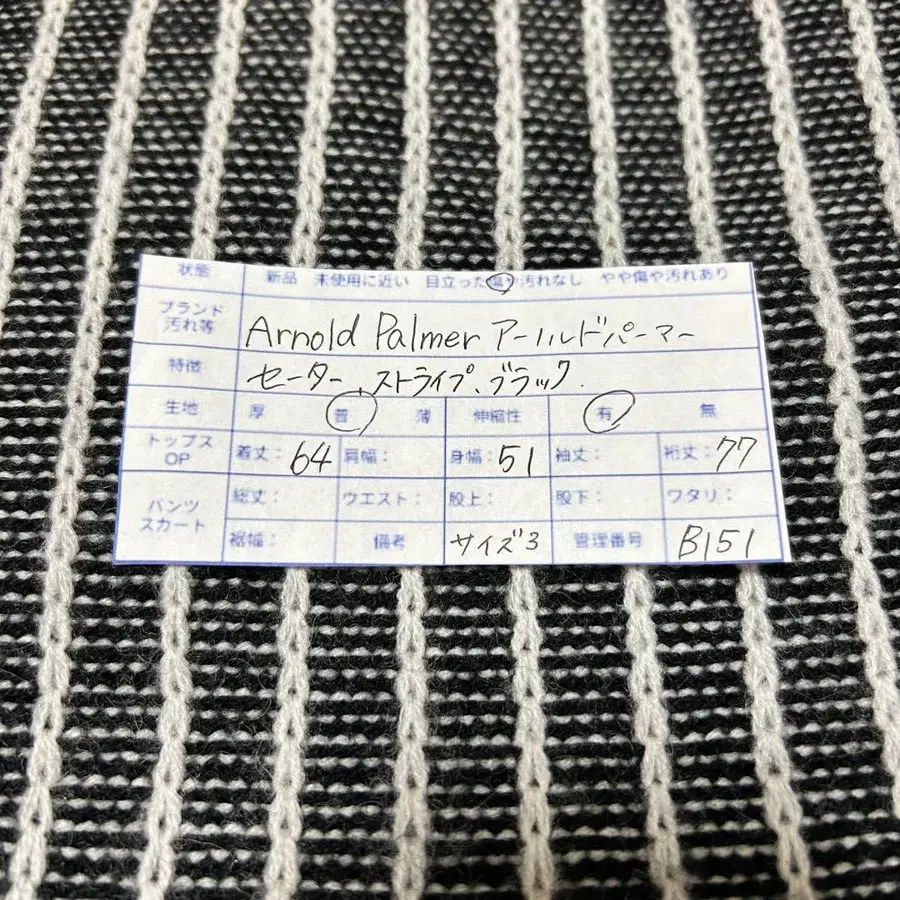 状態 新品 未使用に近い 目立った傷や汚れなし やや傷や汚れあり
ブランド
汚れ等
Arnold Palmer アーノルドパーマー
特徴 セーター、ストライプ、ブラック.
生地 厚 普 薄 伸縮性 有 無
トップス
OP
着丈: 64 肩幅: 身幅: 51 袖丈: 裄丈: 77
パンツ
スカート
総丈: ウエスト: 股上: 股下: ワタリ:
裾幅: 備考 サイズ3 管理番号 B151